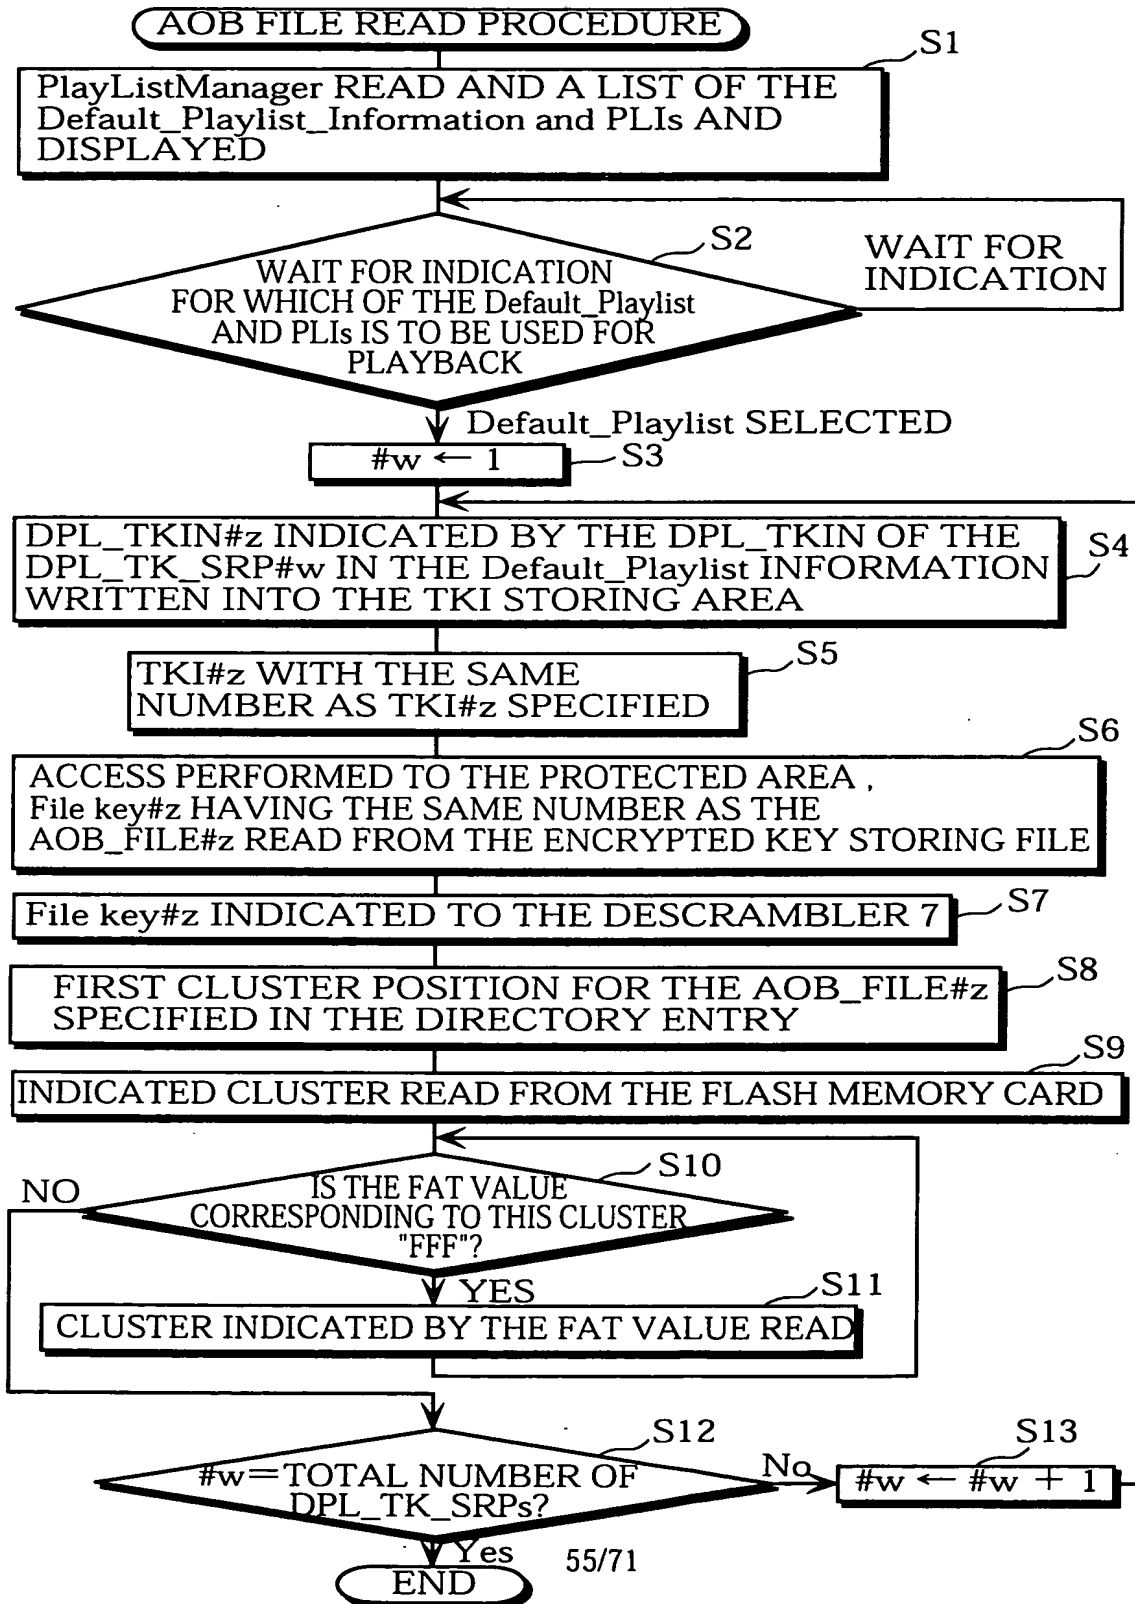 AOB FILE READ PROCEDURE
S1
PlayListManager READ AND A LIST OF THE
Default_Playlist_Information and PLIs AND
DISPLAYED
S2
WAIT FOR INDICATION
FOR WHICH OF THE Default_Playlist
AND PLIs IS TO BE USED FOR
PLAYBACK
WAIT FOR
INDICATION
Default_Playlist SELECTED
#w ← 1
S3
DPL_TKIN#z INDICATED BY THE DPL_TKIN OF THE
DPL_TK_SRP#w IN THE Default_Playlist INFORMATION
WRITTEN INTO THE TKI STORING AREA
S4
S5
TKI#z WITH THE SAME
NUMBER AS TKI#z SPECIFIED
S6
ACCESS PERFORMED TO THE PROTECTED AREA ,
File key#z HAVING THE SAME NUMBER AS THE
AOB_FILE#z READ FROM THE ENCRYPTED KEY STORING FILE
File key#z INDICATED TO THE DESCRAMBLER 7
S7
FIRST CLUSTER POSITION FOR THE AOB_FILE#z
SPECIFIED IN THE DIRECTORY ENTRY
S8
S9
INDICATED CLUSTER READ FROM THE FLASH MEMORY CARD
S10
NO
IS THE FAT VALUE
CORRESPONDING TO THIS CLUSTER
"FFF"?
YES
S11
CLUSTER INDICATED BY THE FAT VALUE READ
S12
#w=TOTAL NUMBER OF
DPL_TK_SRPs?
No
S13
#w ← #w + 1
Yes
55/71
END